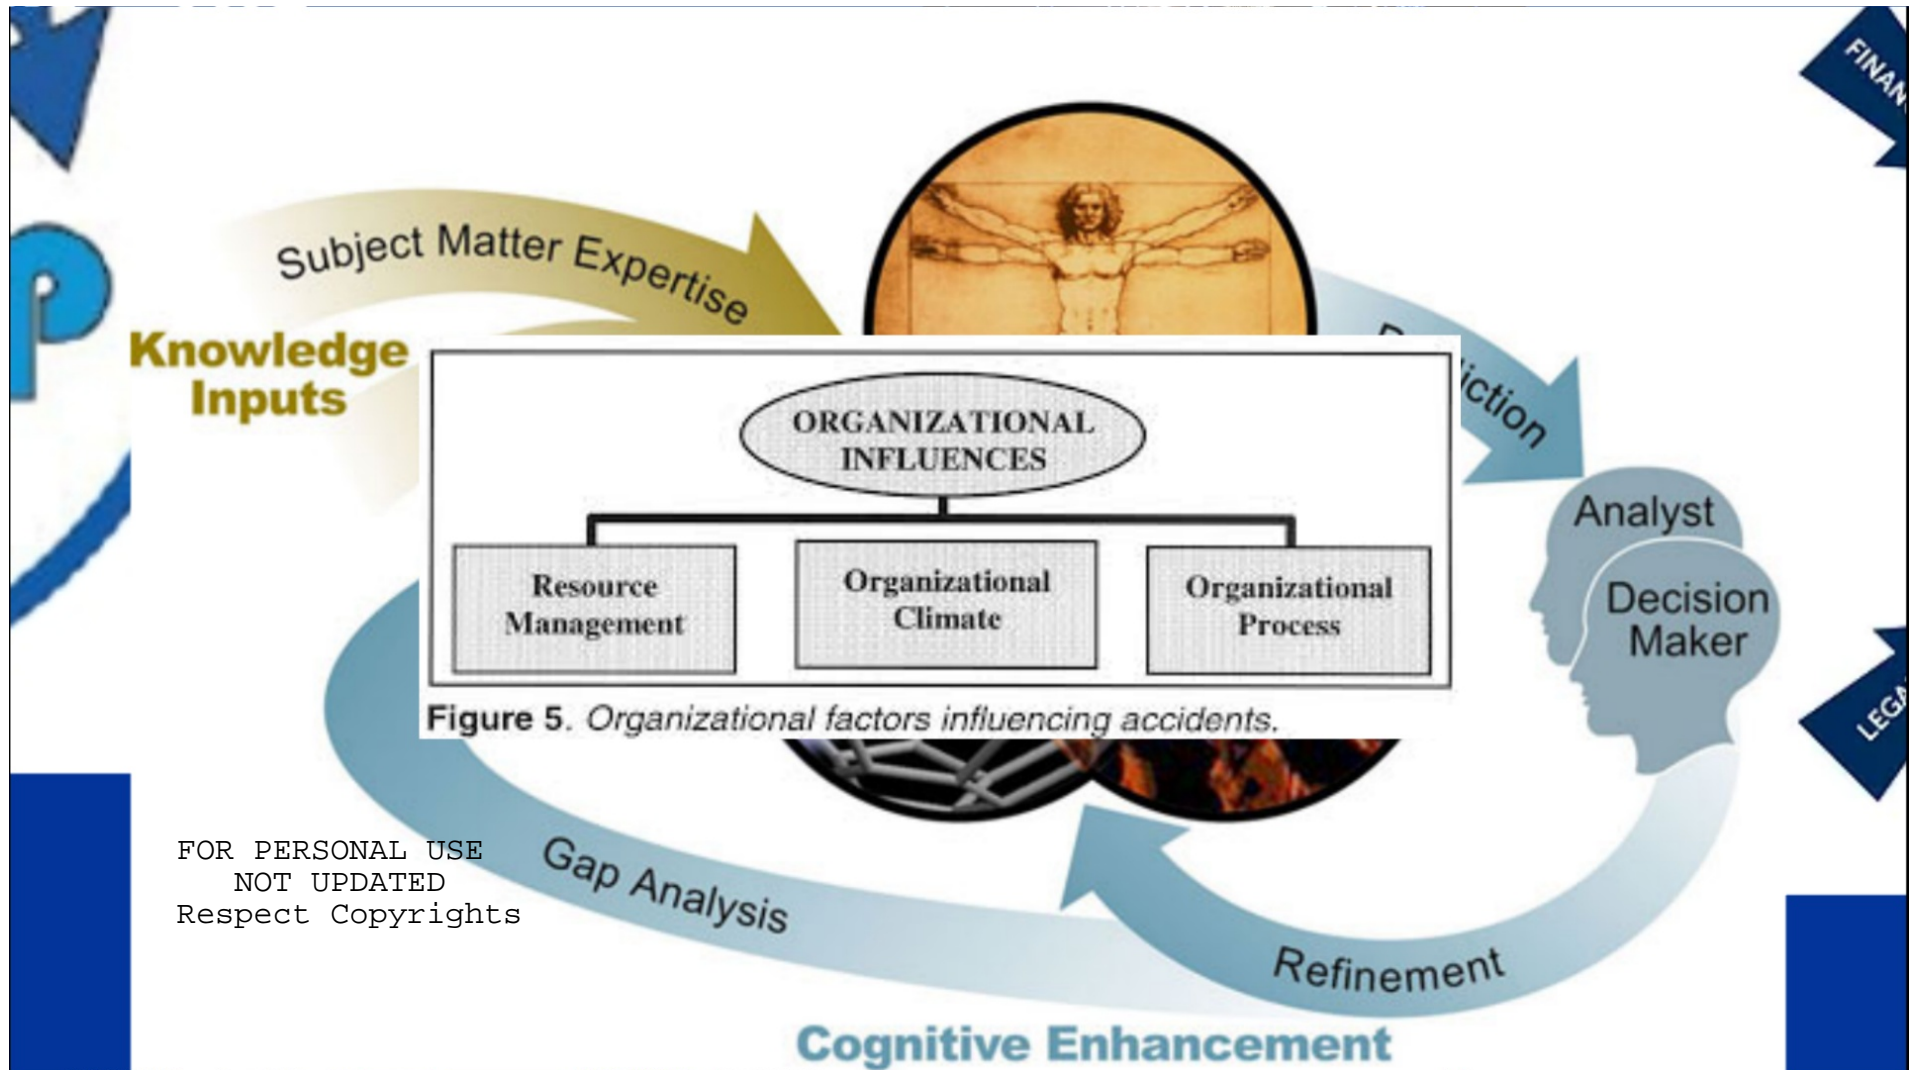 Subject Matter Expertise
Knowledge
Inputs
ORGANIZATIONAL
INFLUENCES
Resource
Management
Organizational
Climate
Organizational
Process
Figure 5. Organizational factors influencing accidents.
Analyst
Decision
Maker
FOR PERSONAL USE
NOT UPDATED
Respect Copyrights
Gap Analysis
Refinement
Cognitive Enhancement